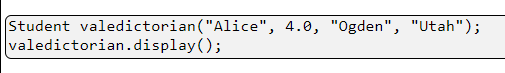 Student valedictorian("Alice", 4.0, "Ogden", "Utah");
valedictorian.display();